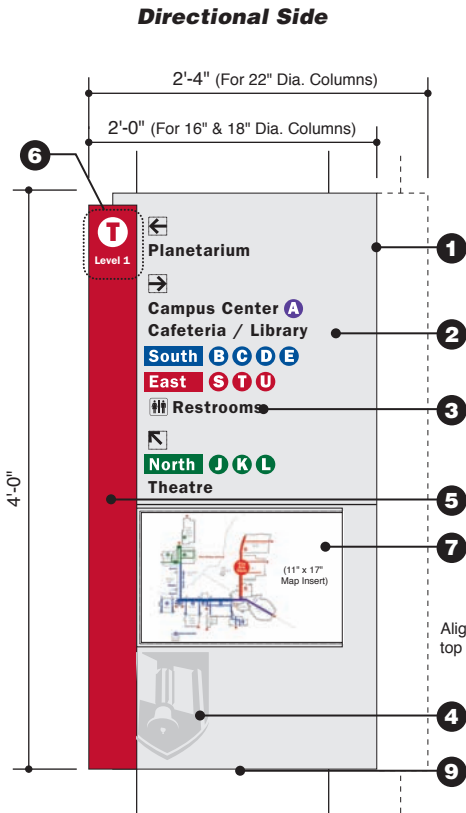 Directional Side
2'-4" (For 22" Dia. Columns)
2'-0" (For 16" & 18" Dia. Columns)
6
T
Level 1
Planetarium
1
Campus Center A
Cafeteria / Library
2
South B C D E
East S T U
Restrooms
3
North J K L
Theatre
4'-0"
5
7
(11" x 17"
Map Insert)
Alig
top
4
9